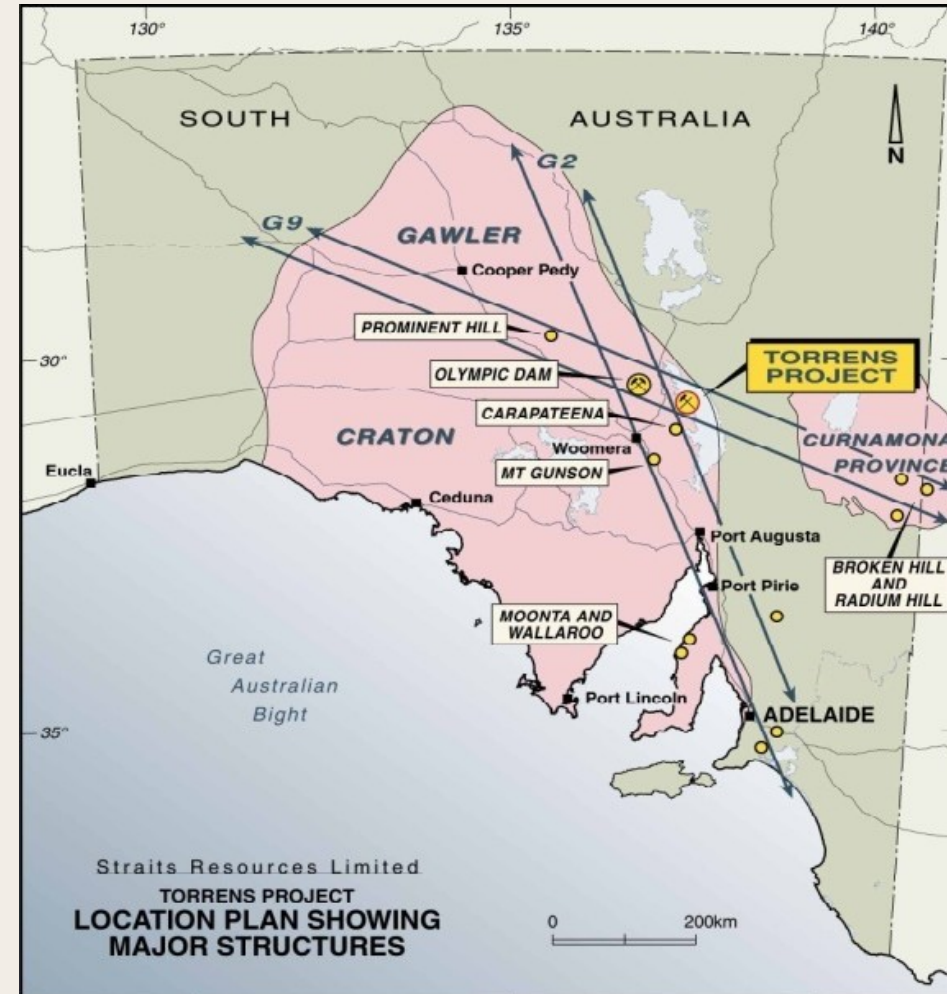 130°
135°
140°
SOUTH AUSTRALIA
N
G2
G9
GAWLER
Cooper Pedy
PROMINENT HILL
30°
TORRENS
PROJECT
OLYMPIC DAM
CARAPATEENA
CRATON
Woomera
CURNAMONA
PROVINCE
MT GUNSON
Eucla
Ceduna
Port Augusta
BROKEN HILL
AND
RADIUM HILL
Port Pirie
MOONTA AND
WALLAROO
Great
Australian
Bight
Port Lincoln
ADELAIDE
35°
Straits Resources Limited
TORRENS PROJECT
LOCATION PLAN SHOWING
MAJOR STRUCTURES
0 200km